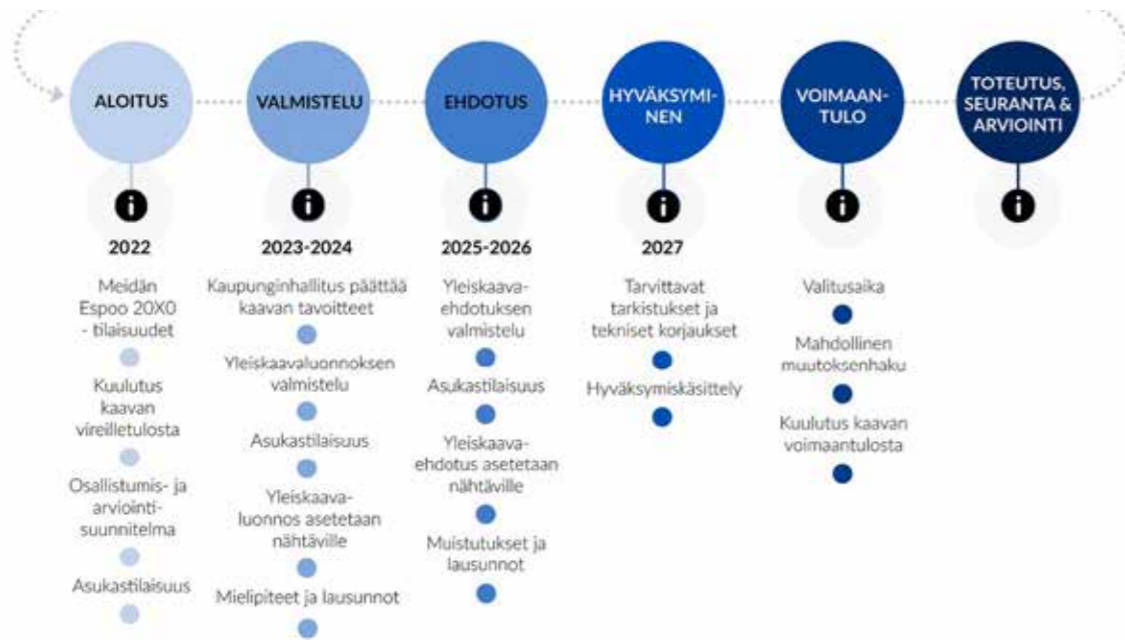 ALOITUS
VALMISTELU
EHDOTUS
HYVÄKSYMI-
NEN
VOIMAAN-
TULO
TOTEUTUS,
SEURANTA &
ARVIOINTI
2022
Meidän
Espoo 20X0
- tilaisuudet
Kuulutus
kaavan
vireilletulosta
Osallistumis- ja
arviointi-
suunnitelma
Asukastilaisuus
2023-2024
Kaupunginhallitus päättää
kaavan tavoitteet
Yleiskaavaluonnoksen
valmistelu
Asukastilaisuus
Yleiskaava-
luonnos asetetaan
nähtäville
Mielipiteet ja lausunnot
2025-2026
Yleiskaava-
ehdotuksen
valmistelu
Asukastilaisuus
Yleiskaava-
ehdotus asetetaan
nähtäville
Muistutukset ja
lausunnot
2027
Tarvittavat
tarkistukset ja
tekniset korjaukset
Hyväksymiskäsittely
Valitusaika
Mahdollinen
muutoksenhaku
Kuulutus kaavan
voimaantulosta